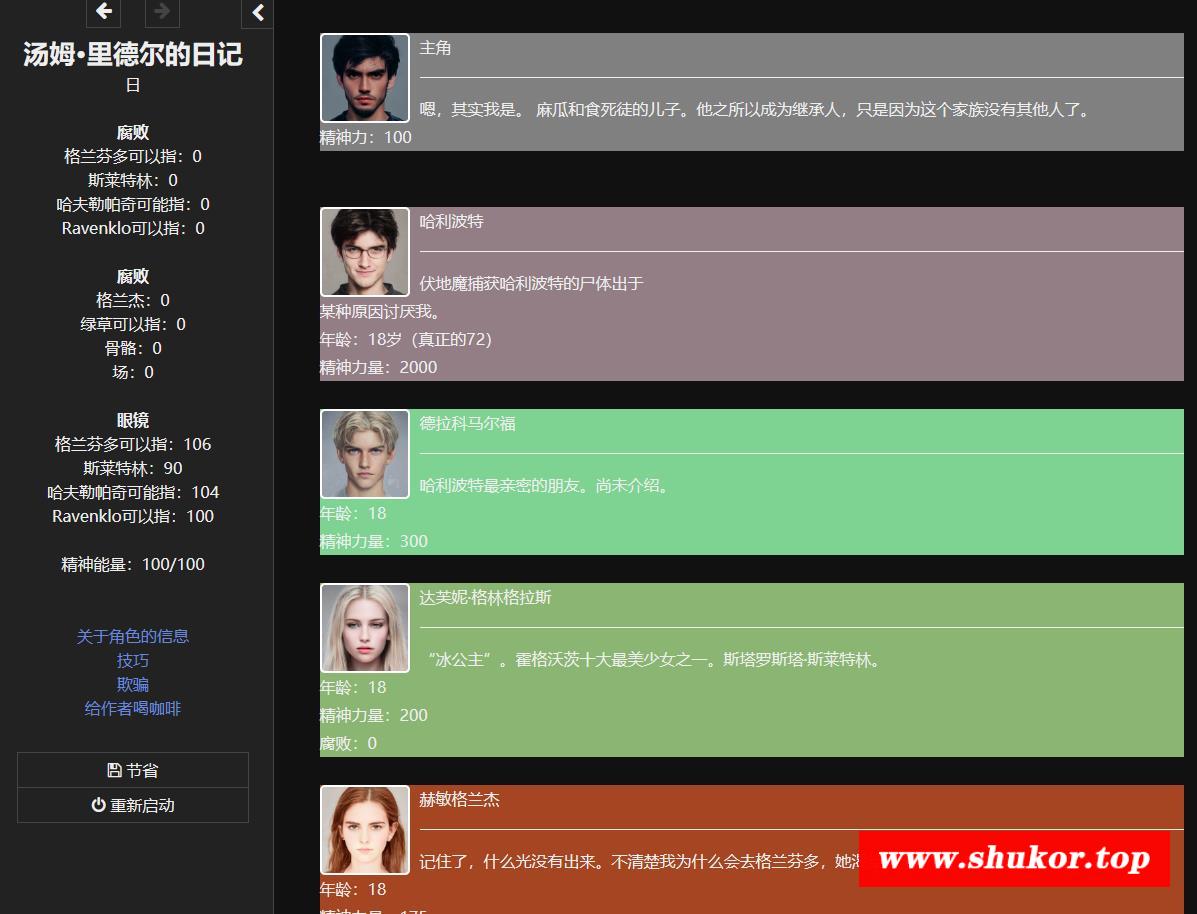 汤姆•里德尔的日记
日
腐败
格兰芬多可以指：0
斯莱特林：0
哈夫勒帕奇可能指：0
Ravenklo可以指：0
腐败
格兰杰：0
绿草可以指：0
骨骼：0
场：0
眼镜
格兰芬多可以指：106
斯莱特林：90
哈夫勒帕奇可能指：104
Ravenklo可以指：100
精神能量：100/100
关于角色的信息
技巧
欺骗
给作者喝咖啡
节省
重新启动
主角
嗯，其实我是。 麻瓜和食死徒的儿子。他之所以成为继承人，只是因为这个家族没有其他人了。
精神力：100
哈利波特
伏地魔捕获哈利波特的尸体出于
某种原因讨厌我。
年龄：18岁（真正的72）
精神力量：2000
德拉科马尔福
哈利波特最亲密的朋友。尚未介绍。
年龄：18
精神力量：300
达芙妮·格林格拉斯
“冰公主”。霍格沃茨十大最美少女之一。斯塔罗斯塔·斯莱特林。
年龄：18
精神力量：200
腐败：0
赫敏格兰杰
记住了，什么光没有出来。不清楚我为什么会去格兰芬多，她
www.shukor.top
年龄：18